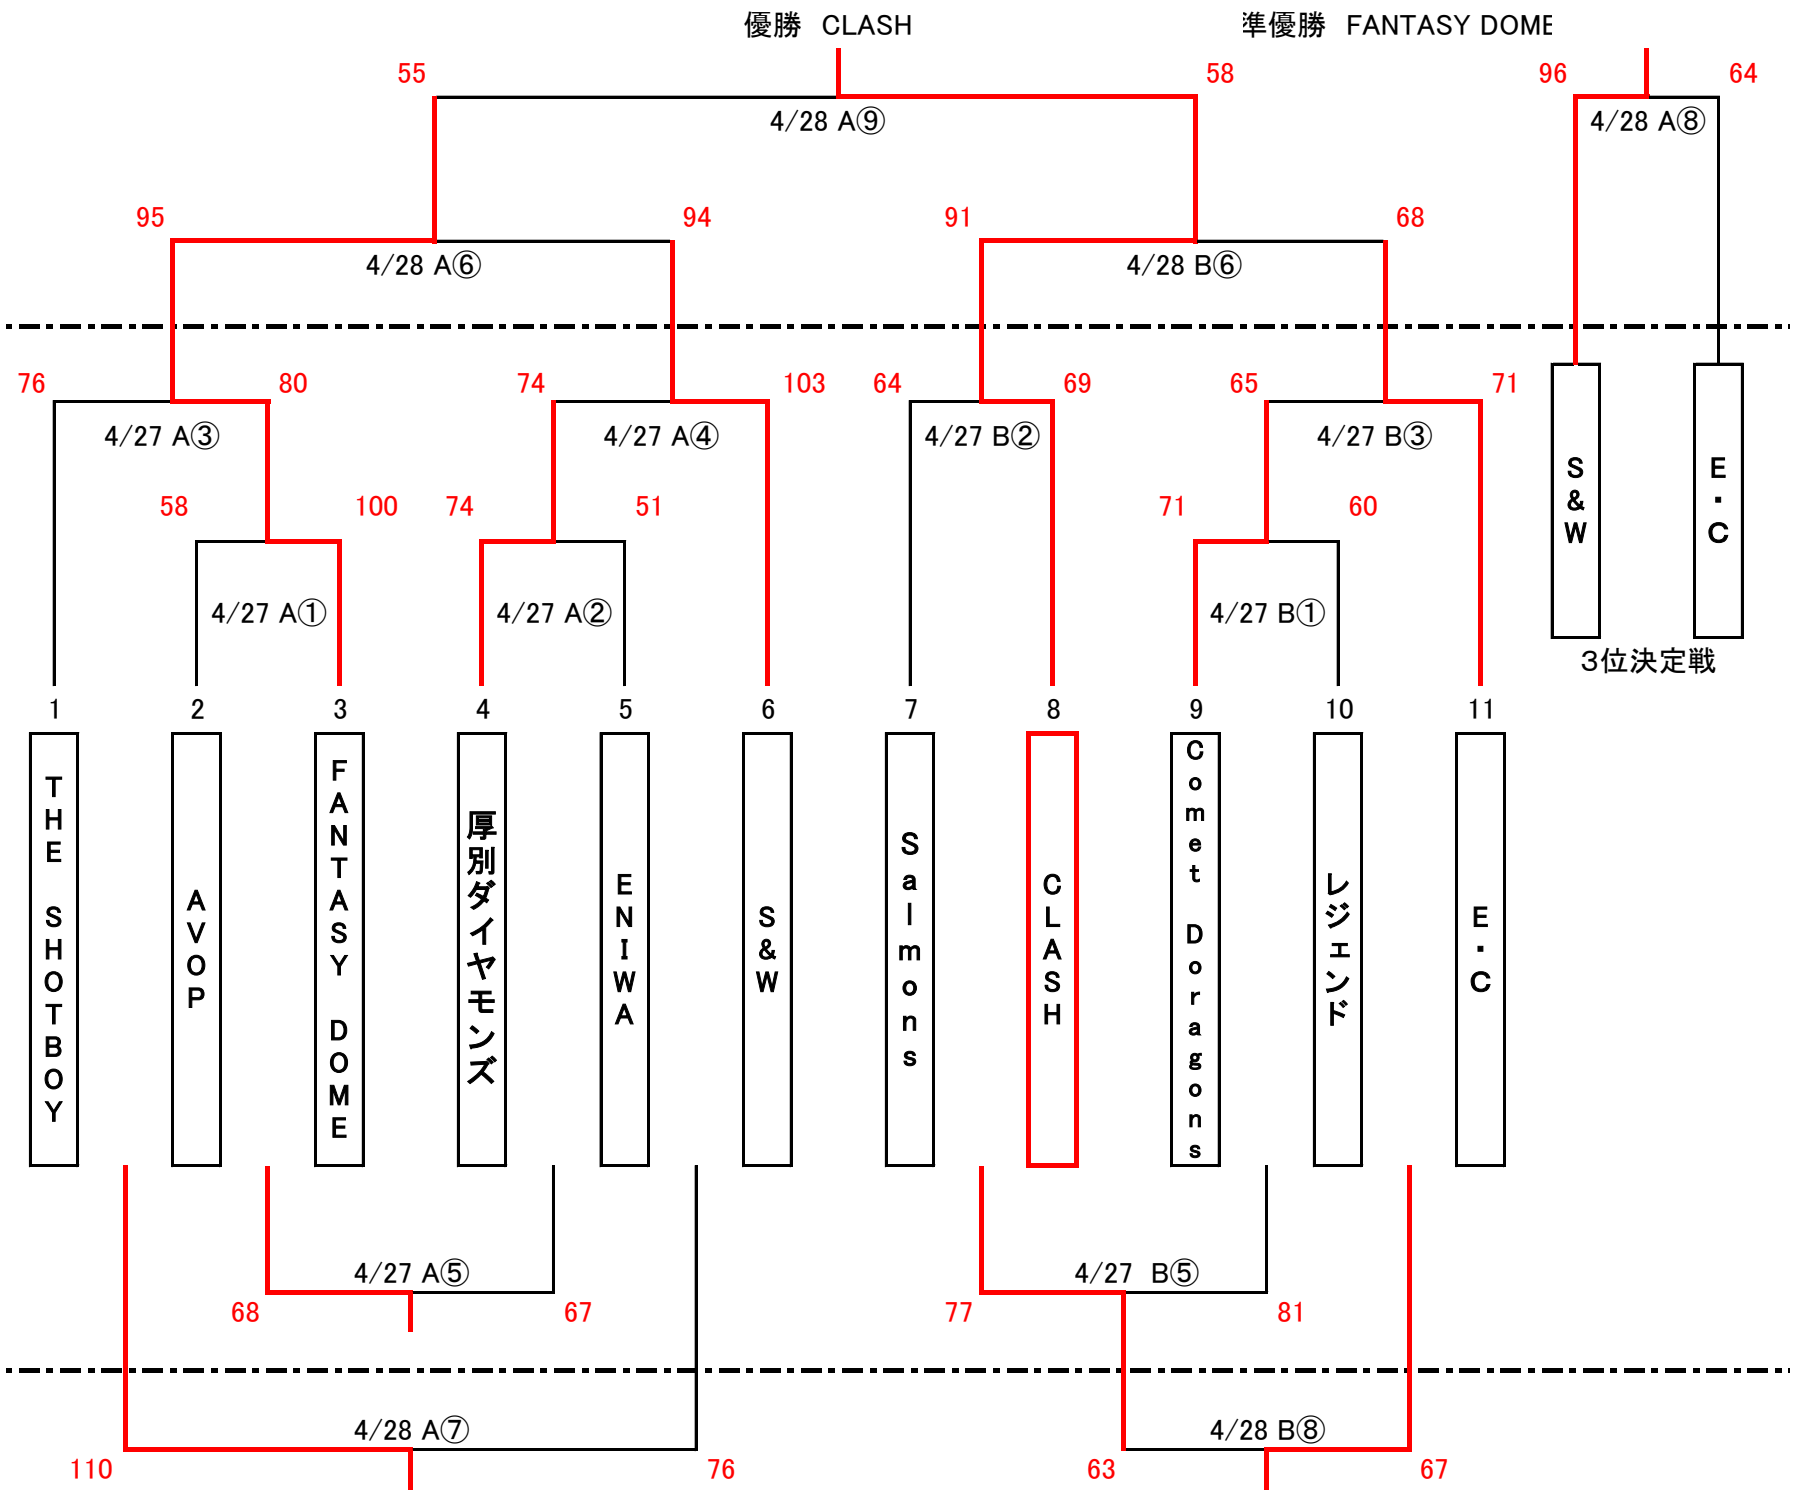 優勝　CLASH
準優勝　FANTASY DOME
55
58
96
64
4/28 A⑨
4/28 A⑧
95
94
91
68
4/28 A⑥
4/28 B⑥
76
80
74
103
64
69
65
71
4/27 A③
4/27 A④
4/27 B②
4/27 B③
58
100
74
51
71
60
S&W
E・C
4/27 A①
4/27 A②
4/27 B①
3位決定戦
1
2
3
4
5
6
7
8
9
10
11
THE SHOTBOY
AVOP
FANTASY DOME
厚別ダイヤモンズ
ENIWA
S&W
Salmons
CLASH
Comet Doragons
レジェンド
E・C
4/27 A⑤
4/27 B⑤
68
67
77
81
4/28 A⑦
4/28 B⑧
110
76
63
67